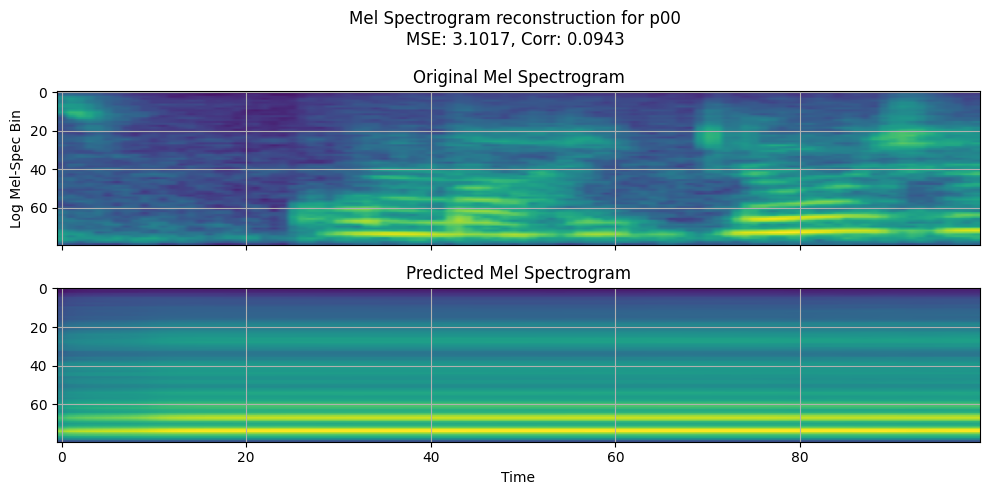 Mel Spectrogram reconstruction for p00
MSE: 3.1017, Corr: 0.0943
Original Mel Spectrogram
Log Mel-Spec Bin
0
20
40
60
Predicted Mel Spectrogram
0
20
40
60
0 20 40 60 80
Time